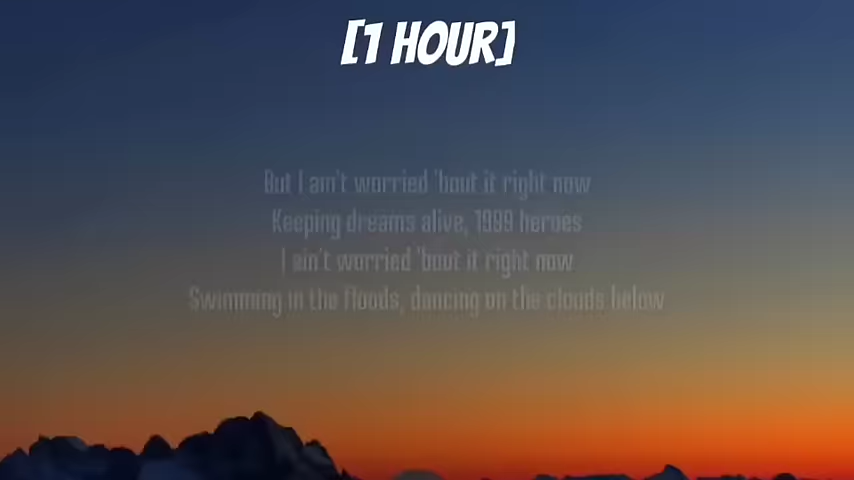 [1 HOUR]
But I ain't worried 'bout it right now
Keeping dreams alive, 1999 heroes
I ain't worried 'bout it right now
Swimming in the floods, dancing on the clouds below